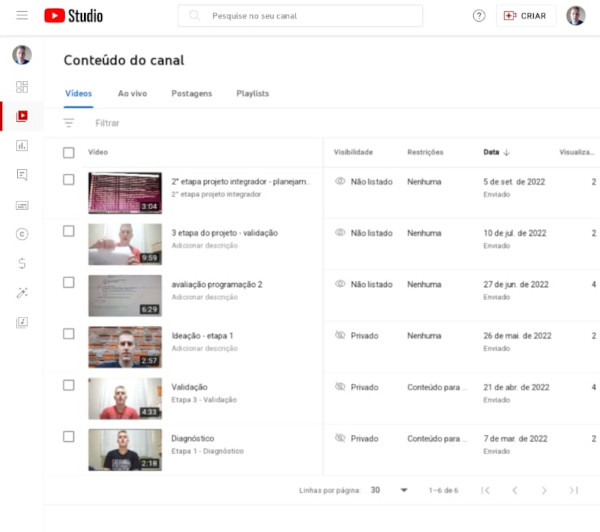 Studio
Pesquise no seu canal
CRIAR
Conteúdo do canal
Vídeos Ao vivo Postagens Playlists
Filtrar
Vídeo Visibilidade Restrições Data Visualiza...
2° etapa projeto integrador - planejam... Não listado Nenhuma 5 de set. de 2022 2
2° etapa projeto integrador Enviado
3:04
3 etapa do projeto - validação Não listado Nenhuma 10 de jul. de 2022 2
Adicionar descrição Enviado
9:59
avaliação programação 2 Não listado Nenhuma 27 de jun. de 2022 4
Adicionar descrição Enviado
6:29
Ideação - etapa 1 Privado Nenhuma 26 de mai. de 2022 2
Adicionar descrição Enviado
2:57
Validação Privado Conteúdo para ... 21 de abr. de 2022 4
Etapa 3 - Validação Enviado
4:33
Diagnóstico Privado Conteúdo para ... 7 de mar. de 2022 2
Etapa 1 - Diagnóstico Enviado
2:18
Linhas por página: 30 1–6 de 6